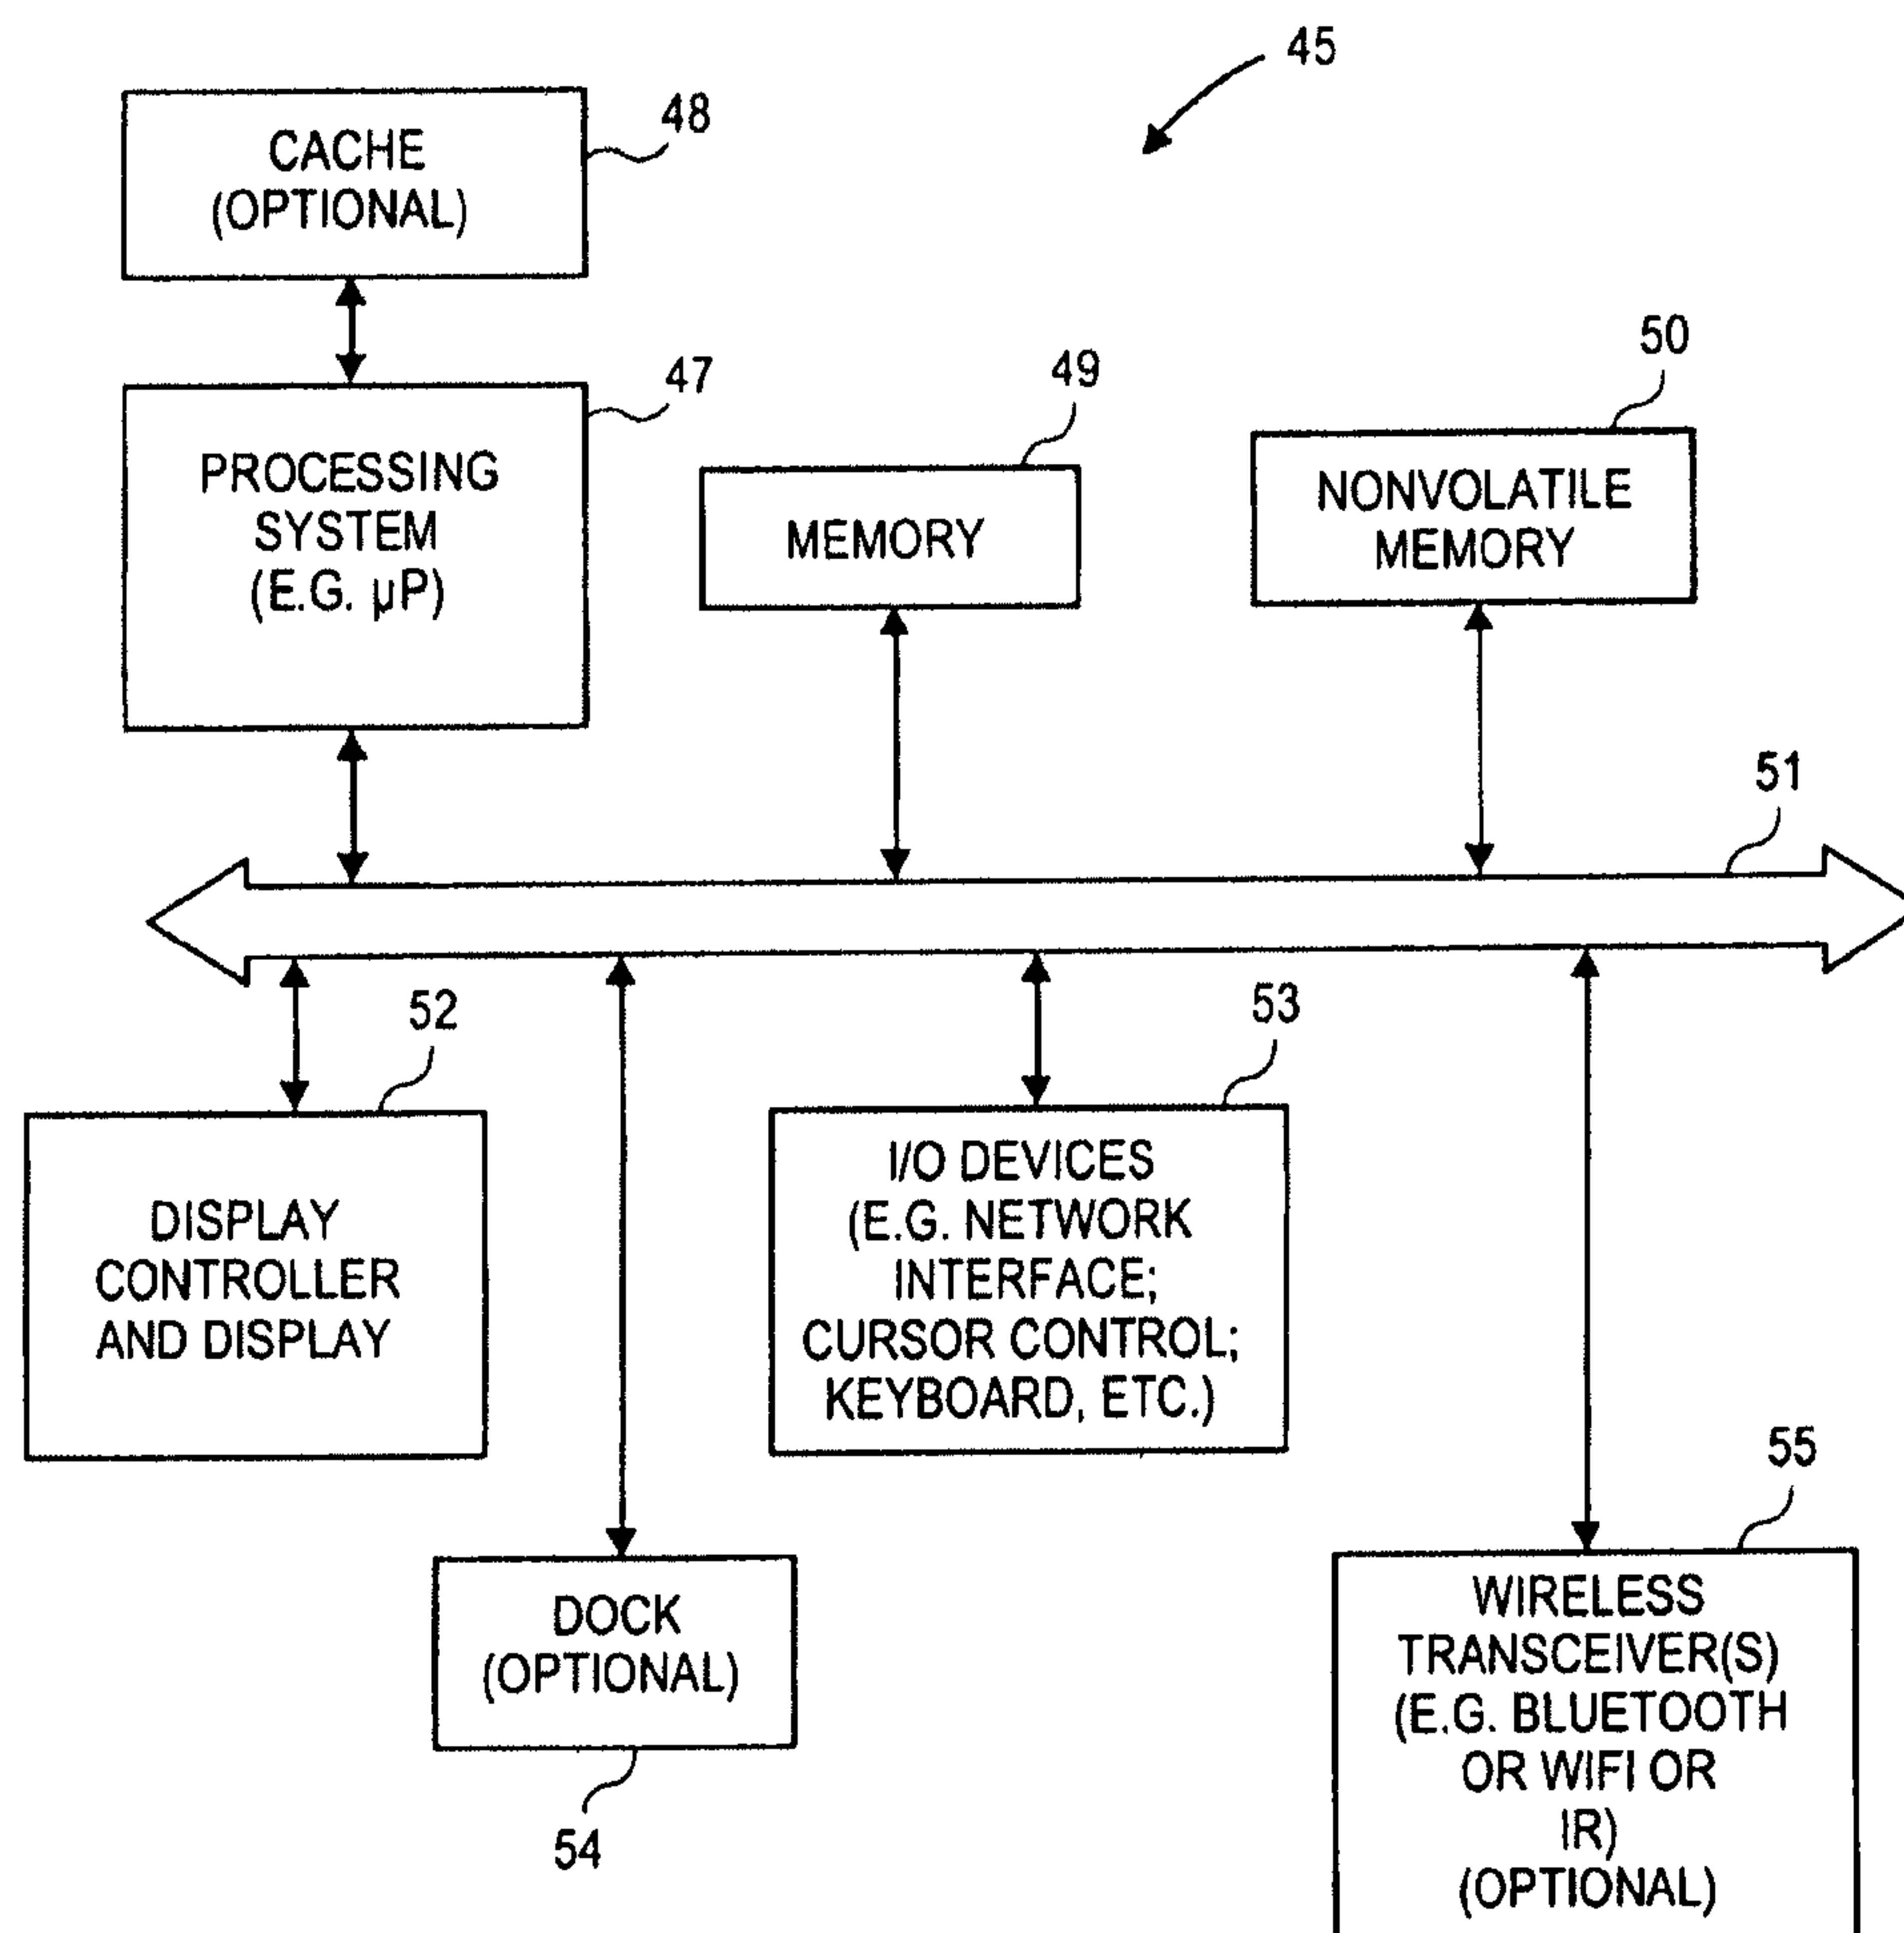 45
48
CACHE
(OPTIONAL)
47
PROCESSING
SYSTEM
(E.G. µP)
49
MEMORY
50
NONVOLATILE
MEMORY
51
52
DISPLAY
CONTROLLER
AND DISPLAY
53
I/O DEVICES
(E.G. NETWORK
INTERFACE;
CURSOR CONTROL;
KEYBOARD, ETC.)
DOCK
(OPTIONAL)
54
55
WIRELESS
TRANSCEIVER(S)
(E.G. BLUETOOTH
OR WIFI OR
IR)
(OPTIONAL)